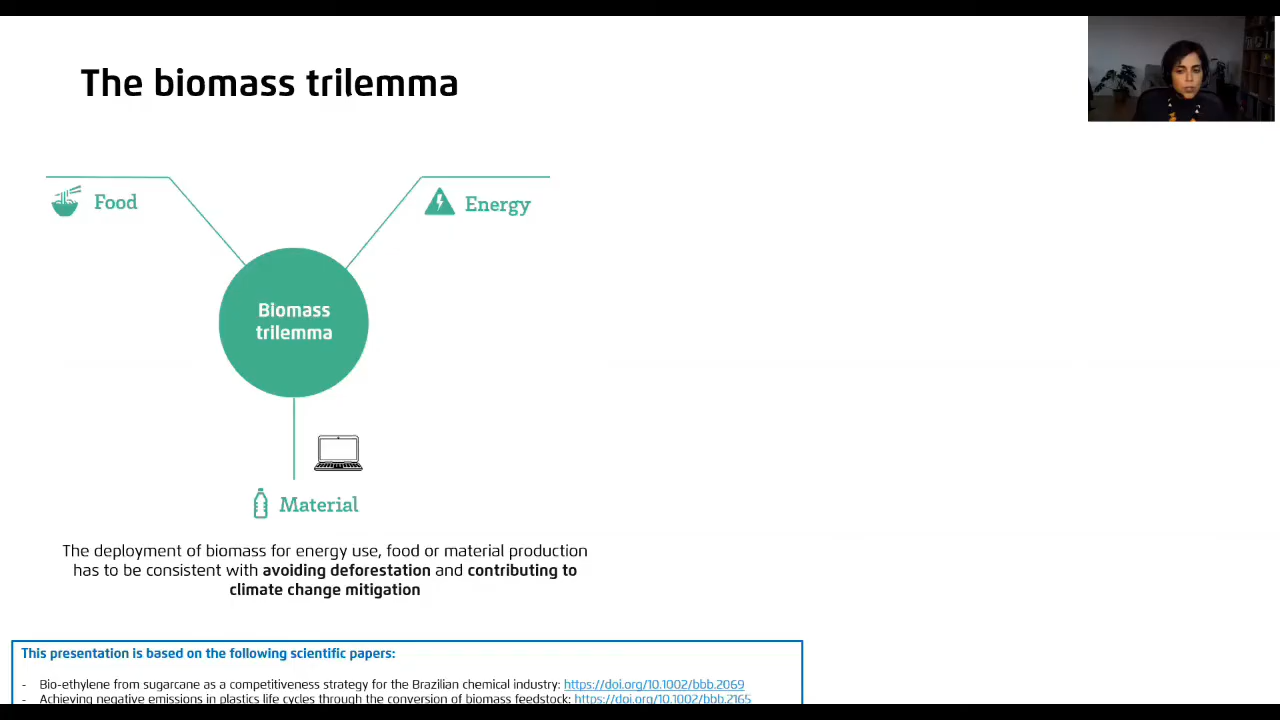 The biomass trilemma
Food
Energy
Biomass
trilemma
Material
The deployment of biomass for energy use, food or material production
has to be consistent with avoiding deforestation and contributing to
climate change mitigation
This presentation is based on the following scientific papers:
- Bio-ethylene from sugarcane as a competitiveness strategy for the Brazilian chemical industry: https://doi.org/10.1002/bbb.2069
- Achieving negative emissions in plastics life cycles through the conversion of biomass feedstock: https://doi.org/10.1002/bbb.2165